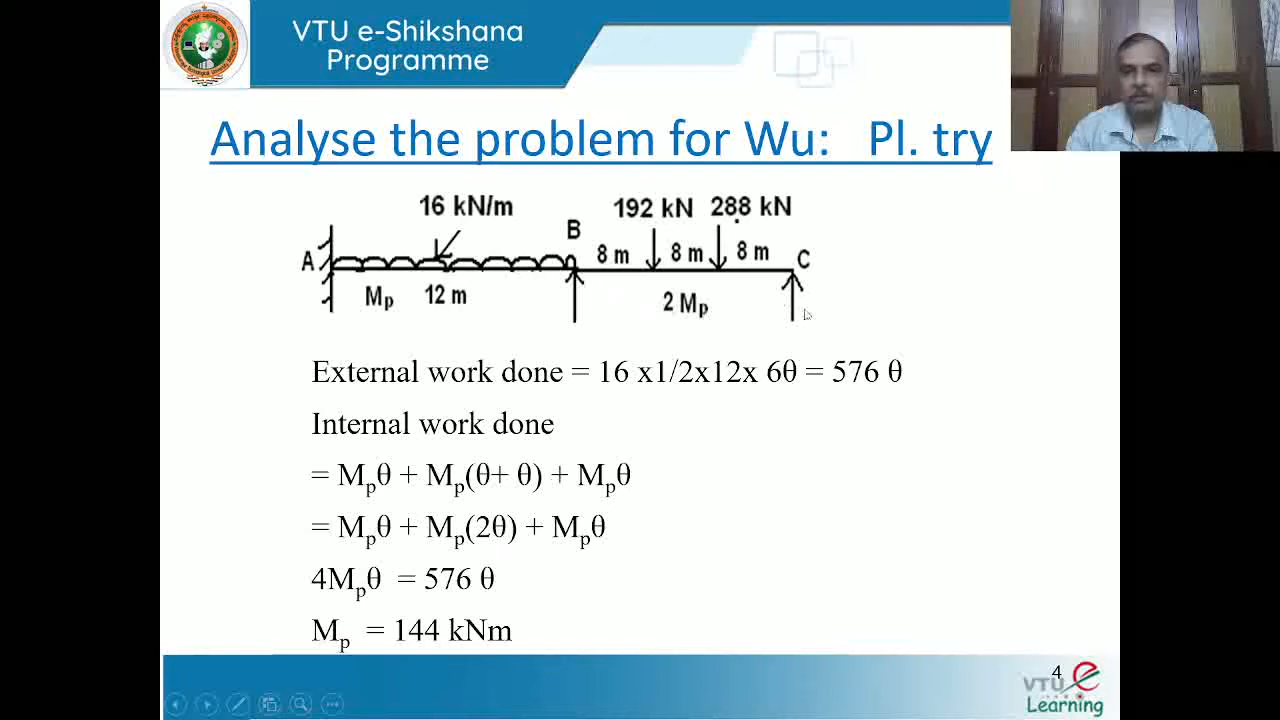 VTU e-Shikshana
Programme
Analyse the problem for Wu: Pl. try
16 kN/m
192 kN 288 kN
B
8 m 8 m 8 m
A
C
Mp 12 m
2 Mp
External work done = 16 x1/2x12x 6θ = 576 θ
Internal work done
= Mpθ + Mp(θ+ θ) + Mpθ
= Mpθ + Mp(2θ) + Mpθ
4Mpθ = 576 θ
Mp = 144 kNm
4
VTU e
Learning